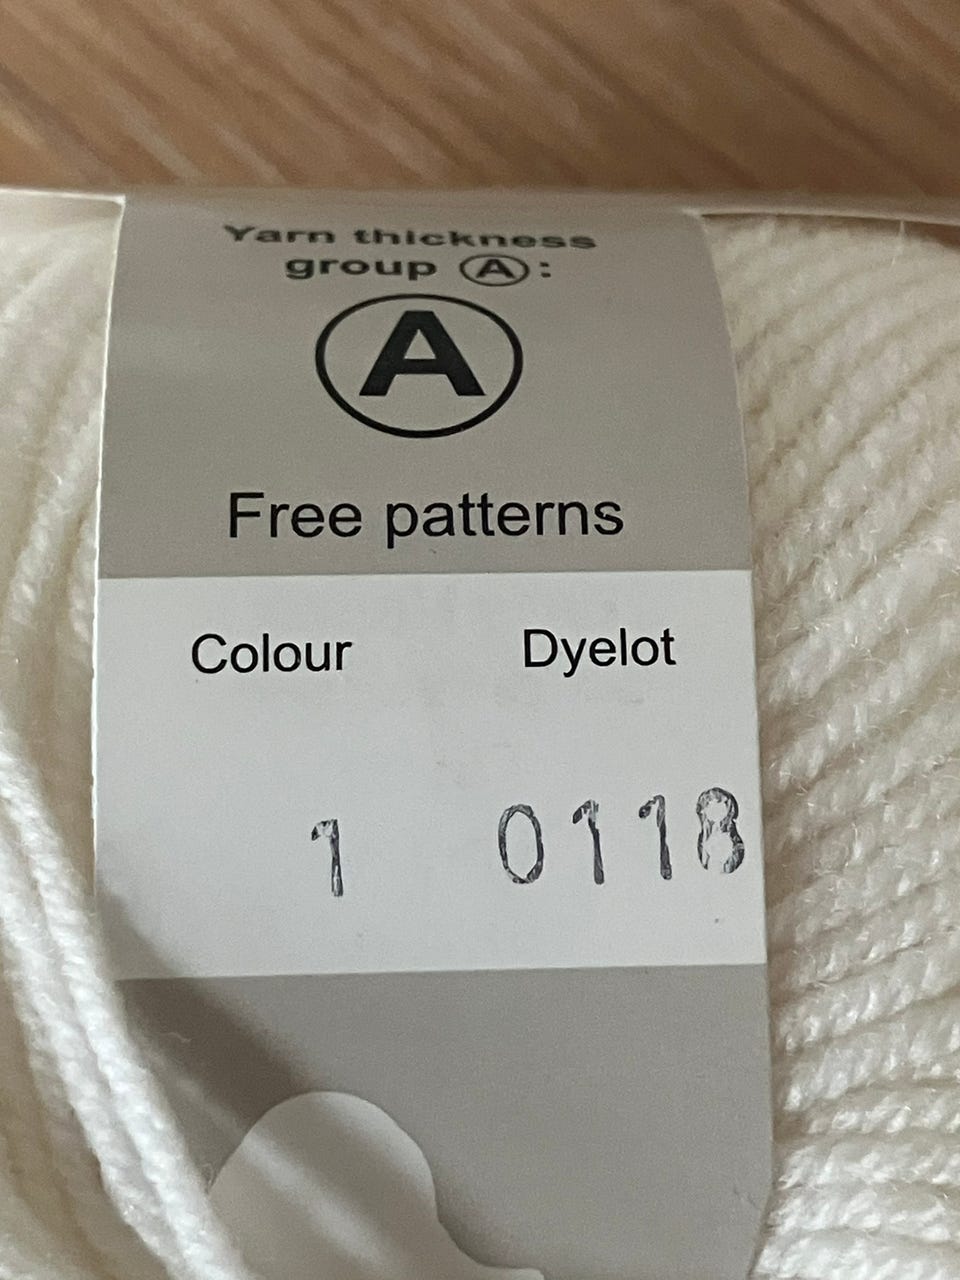 Yarn thickness
group Ⓐ:
Ⓐ
Free patterns
Colour Dyelot
1 0118